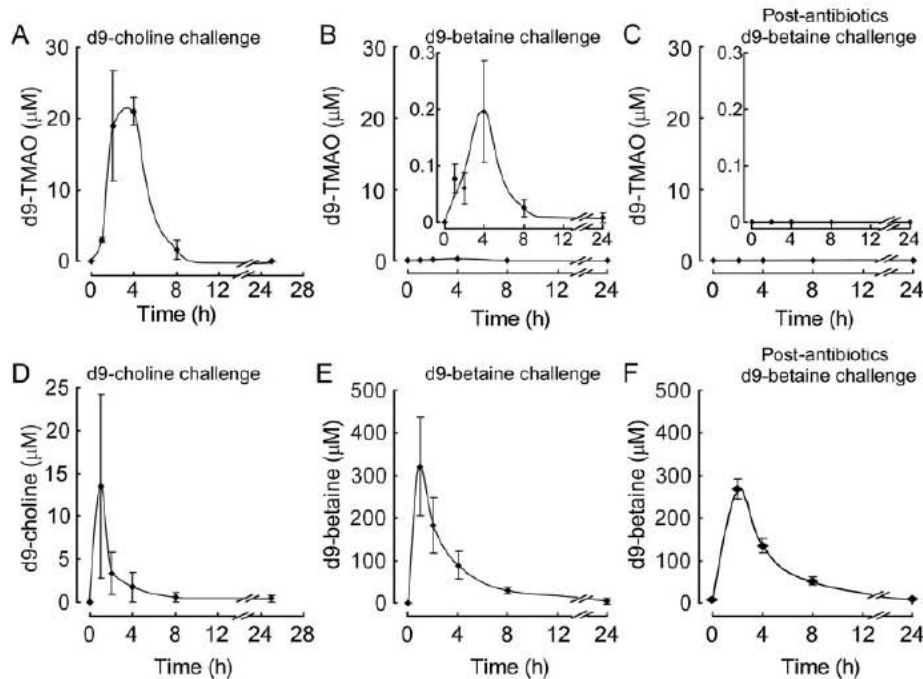 A
d9-choline challenge
d9-TMAO (μM)
30
20
10
0
0 4 8 12 16 24 28
Time (h)
B
d9-betaine challenge
d9-TMAO (μM)
30
20
10
0
0.3
0.2
0.1
0
0 4 8 12 24
0 4 8 12 24
Time (h)
C
Post-antibiotics
d9-betaine challenge
d9-TMAO (μM)
30
20
10
0
0.3
0.2
0.1
0
0 4 8 12 24
0 4 8 12 24
Time (h)
D
d9-choline challenge
d9-choline (μM)
25
20
15
10
5
0
0 4 8 12 24 28
Time (h)
E
d9-betaine challenge
d9-betaine (μM)
500
400
300
200
100
0
0 4 8 12 24
Time (h)
F
Post-antibiotics
d9-betaine challenge
d9-betaine (μM)
500
400
300
200
100
0
0 4 8 12 24
Time (h)